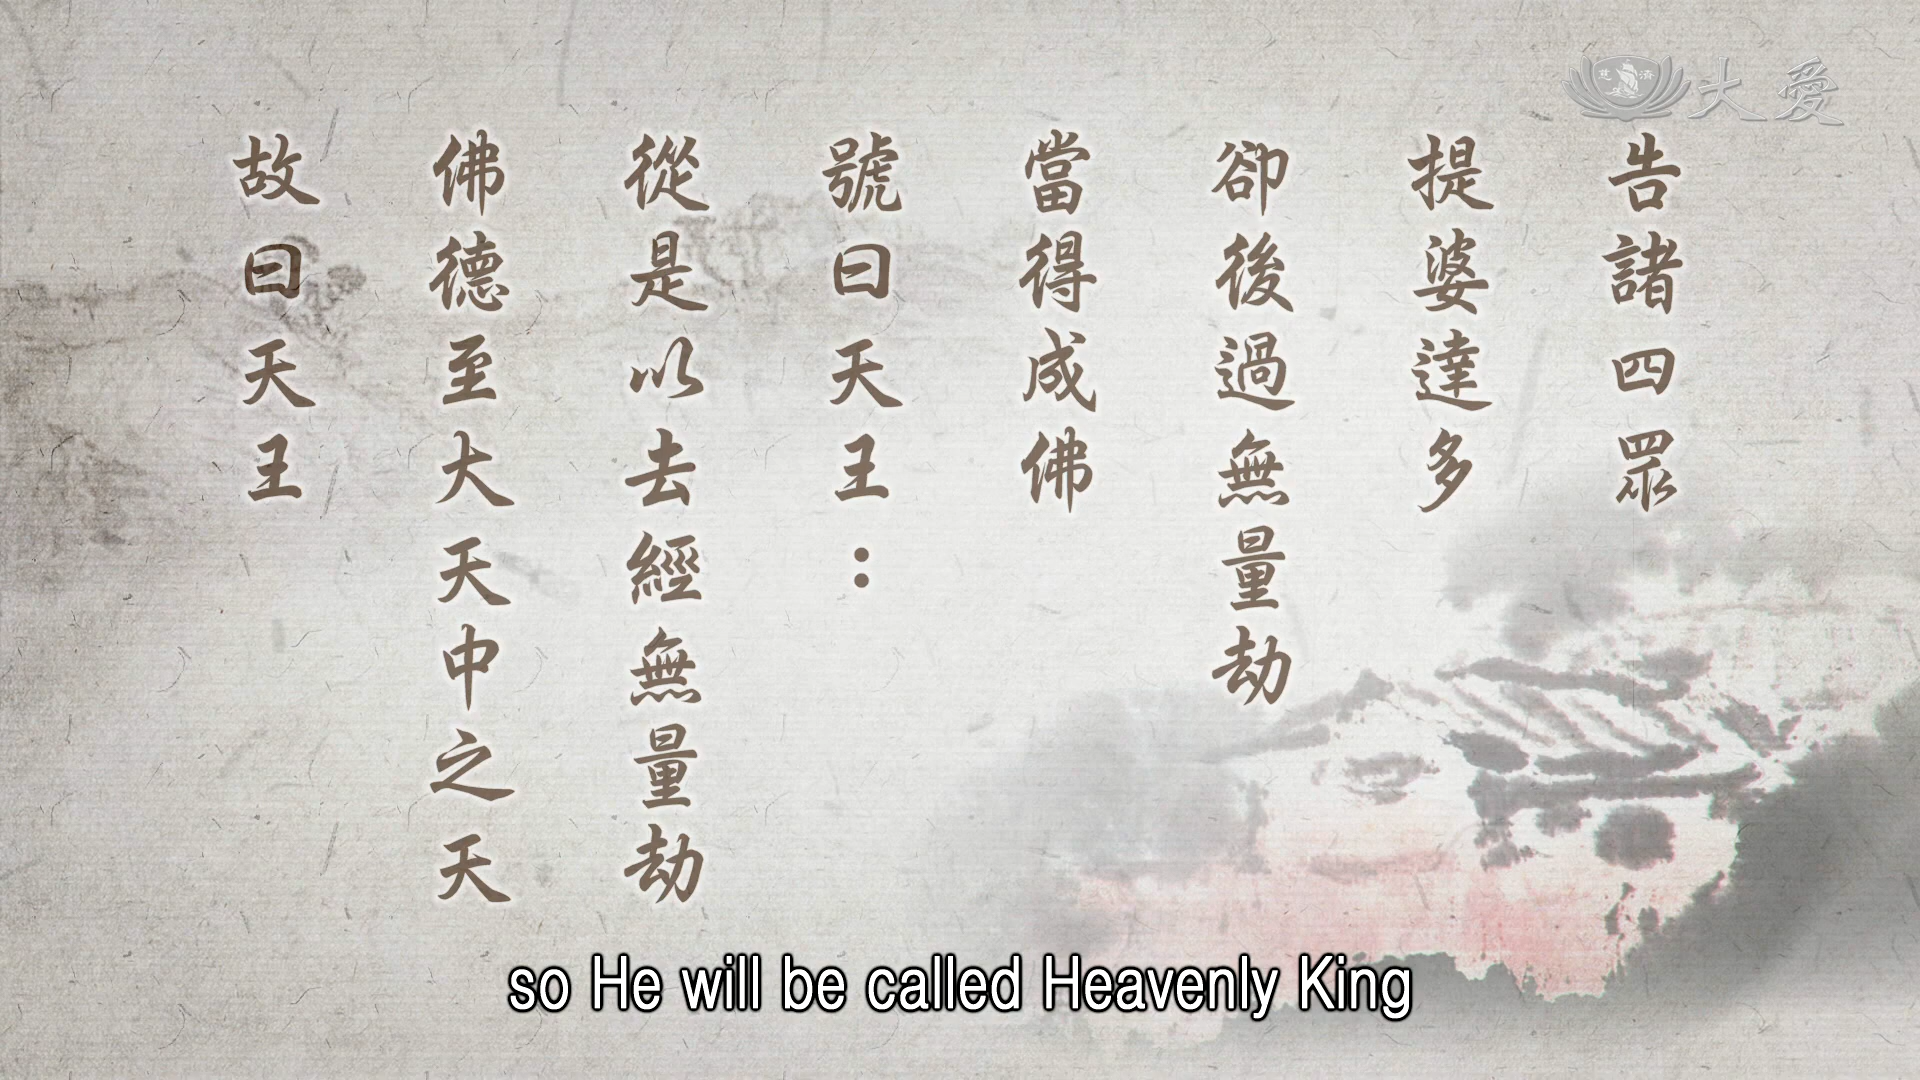 告諸四眾
提婆達多
卻後過無量劫
當得成佛
號曰天王：
從是以去經無量劫
佛德至大天中之天
故曰天王
so He will be called Heavenly King
慈濟
大愛